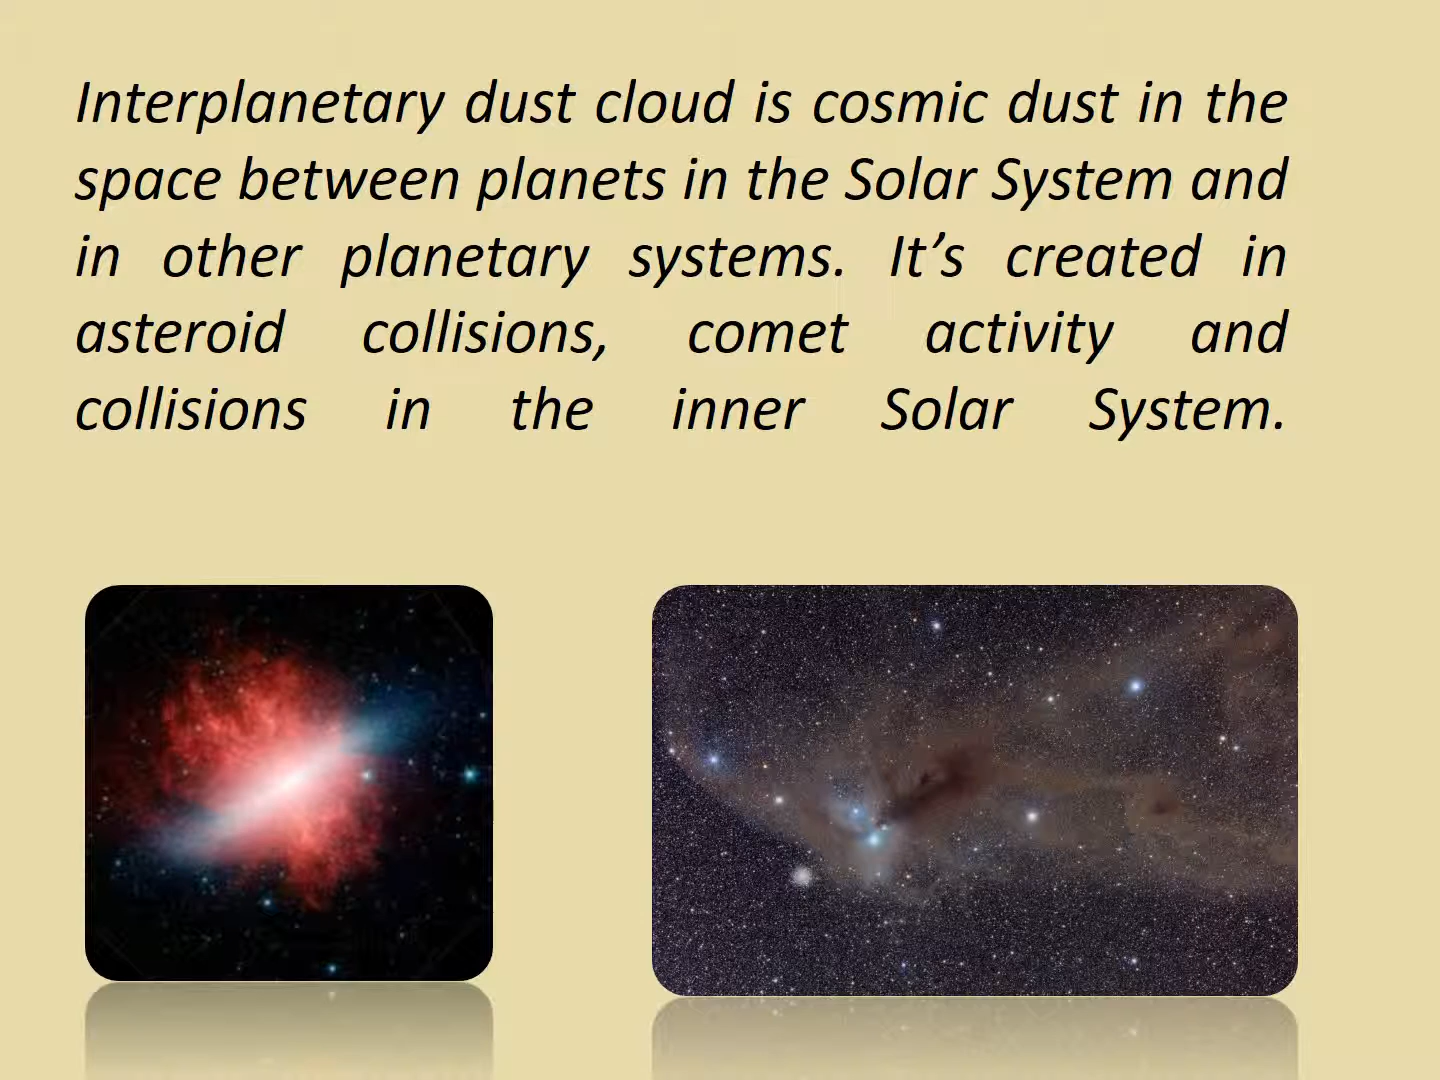 Interplanetary dust cloud is cosmic dust in the
space between planets in the Solar System and
in other planetary systems. It’s created in
asteroid collisions, comet activity and
collisions in the inner Solar System.